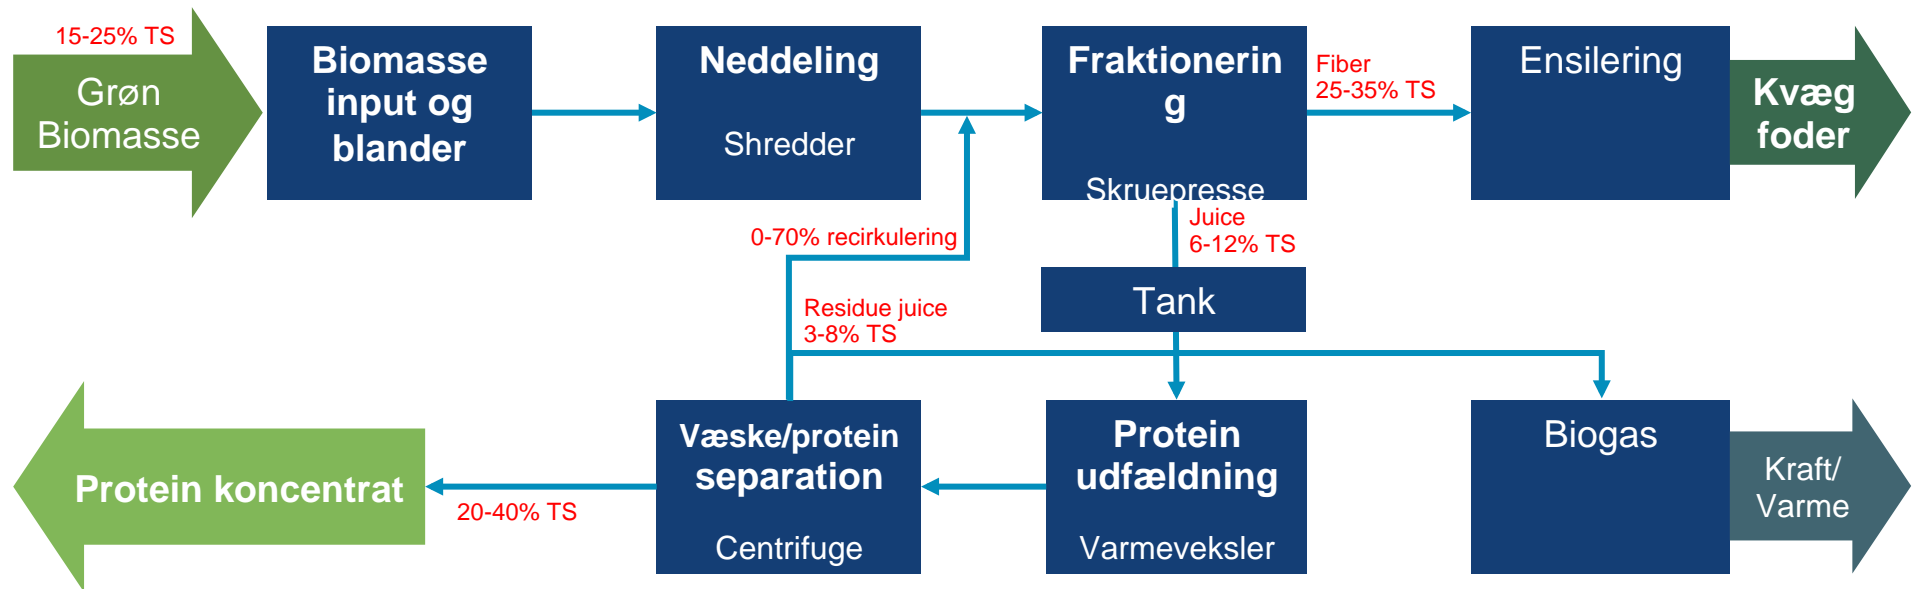 15-25% TS
Grøn
Biomasse
Biomasse
input og
blander
Neddeling
Shredder
Fraktionerin
g
Skruepresse
Fiber
25-35% TS
Ensilering
Kvæg
foder
0-70% recirkulering
Juice
6-12% TS
Tank
Residue juice
3-8% TS
Protein koncentrat
20-40% TS
Væske/protein
separation
Centrifuge
Protein
udfældning
Varmeveksler
Biogas
Kraft/
Varme